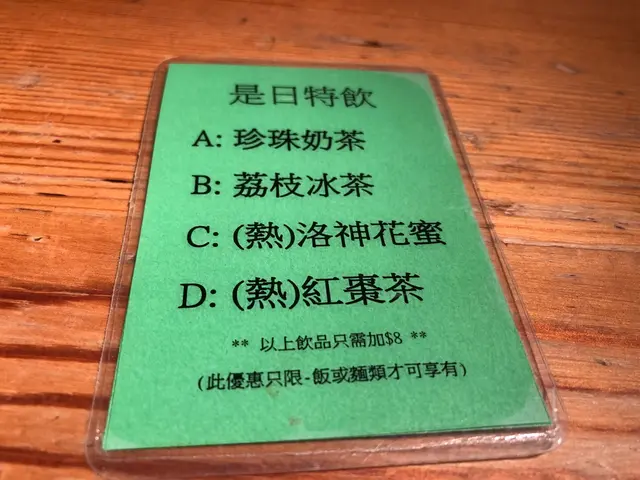 是日特飲
A: 珍珠奶茶
B: 荔枝冰茶
C: (熱)洛神花蜜
D: (熱)紅棗茶
** 以上飲品只需加$8 **
(此優惠只限-飯或麵類才可享有)